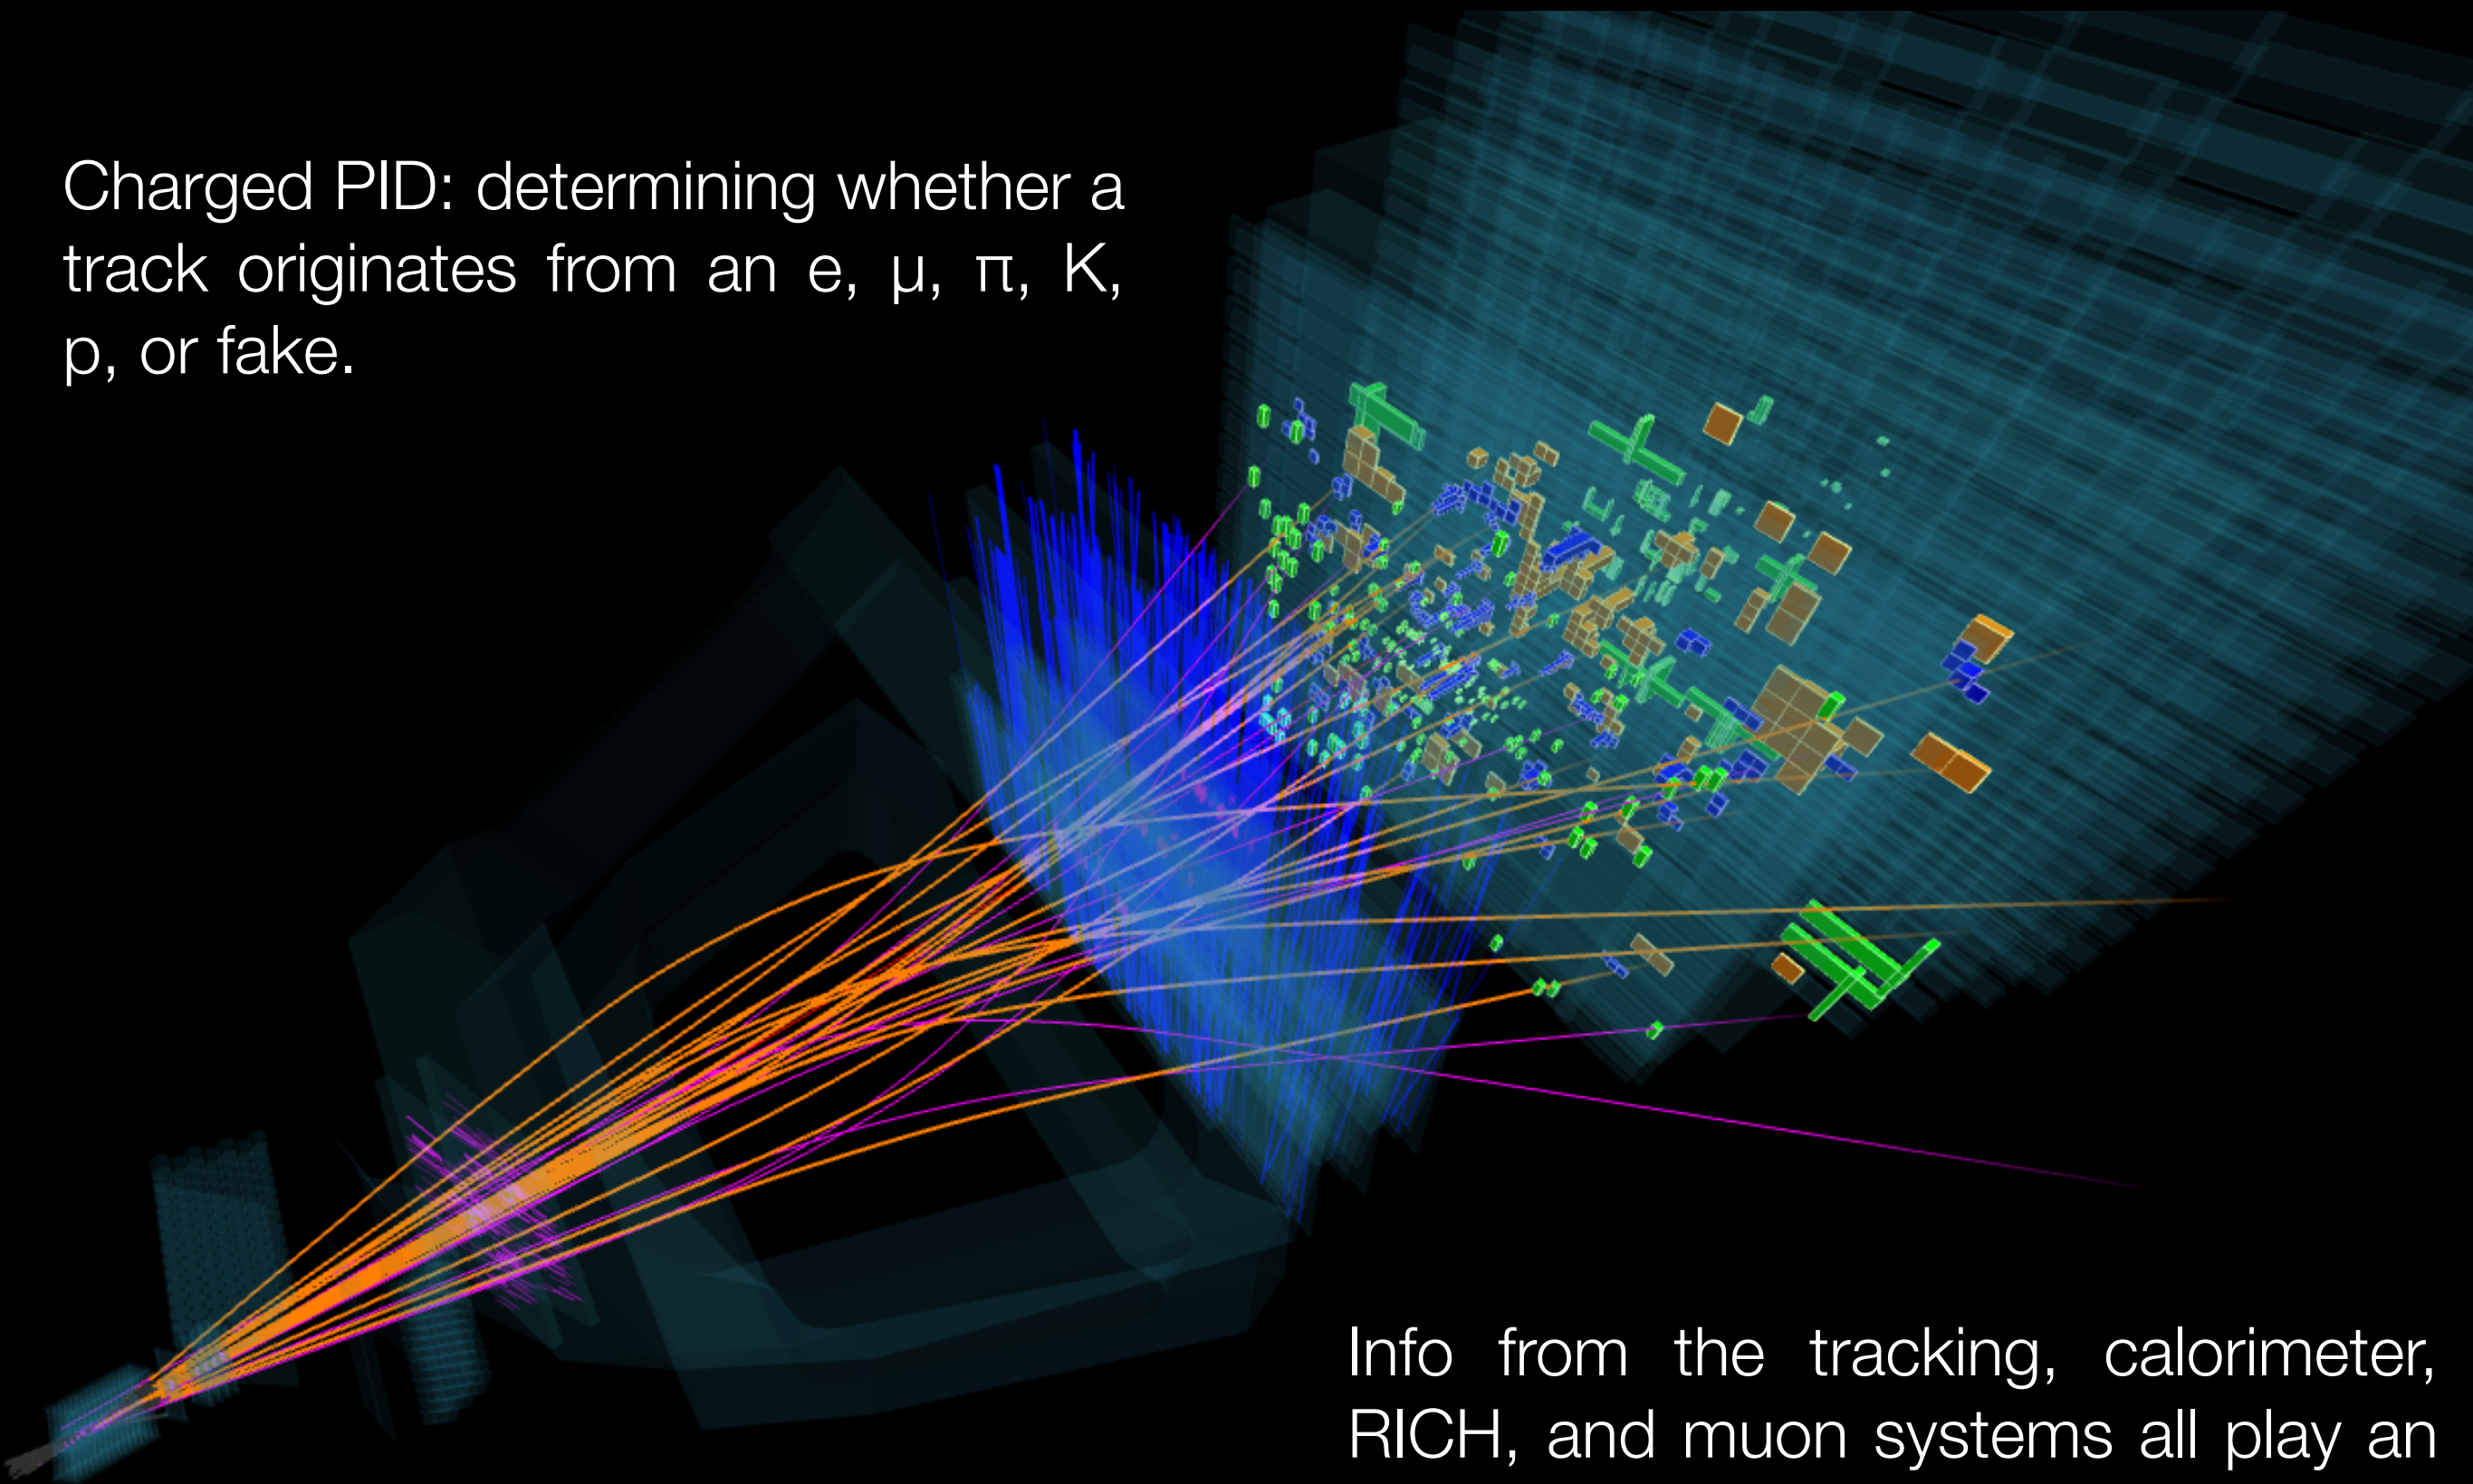 Charged PID: determining whether a
track originates from an e, μ, π, K,
p, or fake.
Info from the tracking, calorimeter,
RICH, and muon systems all play an